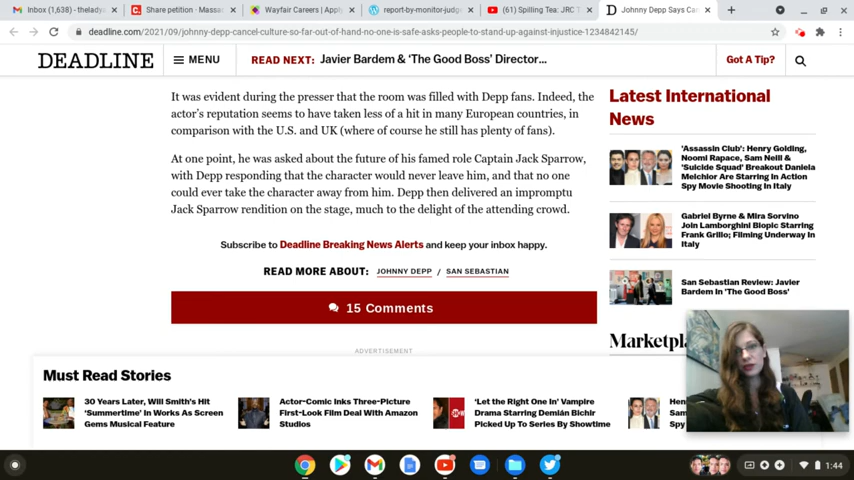 Inbox (1,638) - thelady
Share petition · Massa
Wayfair Careers | Appl
report-by-monitor-judge
(61) Spilling Tea: JRC T
Johnny Depp Says Can
deadline.com/2021/09/johnny-depp-cancel-culture-so-far-out-of-hand-no-one-is-safe-asks-people-to-stand-up-against-injustice-1234842145/
DEADLINE
MENU
READ NEXT: Javier Bardem & ‘The Good Boss’ Director...
Got A Tip?
It was evident during the presser that the room was filled with Depp fans. Indeed, the
actor’s reputation seems to have taken less of a hit in many European countries, in
comparison with the U.S. and UK (where of course he still has plenty of fans).
At one point, he was asked about the future of his famed role Captain Jack Sparrow,
with Depp responding that the character would never leave him, and that no one
could ever take the character away from him. Depp then delivered an impromptu
Jack Sparrow rendition on the stage, much to the delight of the attending crowd.
Subscribe to Deadline Breaking News Alerts and keep your inbox happy.
READ MORE ABOUT: JOHNNY DEPP / SAN SEBASTIAN
15 Comments
ADVERTISEMENT
Latest International
News
'Assassin Club': Henry Golding,
Noomi Rapace, Sam Neill &
'Suicide Squad' Breakout Daniela
Melchior Are Starring In Action
Spy Movie Shooting In Italy
Gabriel Byrne & Mira Sorvino
Join Lamborghini Biopic Starring
Frank Grillo; Filming Underway In
Italy
San Sebastian Review: Javier
Bardem In 'The Good Boss'
Marketpla
Must Read Stories
30 Years Later, Will Smith's Hit
‘Summertime’ In Works As Screen
Gems Musical Feature
Actor-Comic Inks Three-Picture
First-Look Film Deal With Amazon
Studios
‘Let the Right One In’ Vampire
Drama Starring Demián Bichir
Picked Up To Series By Showtime
Hen
Sam
Spy
1:44